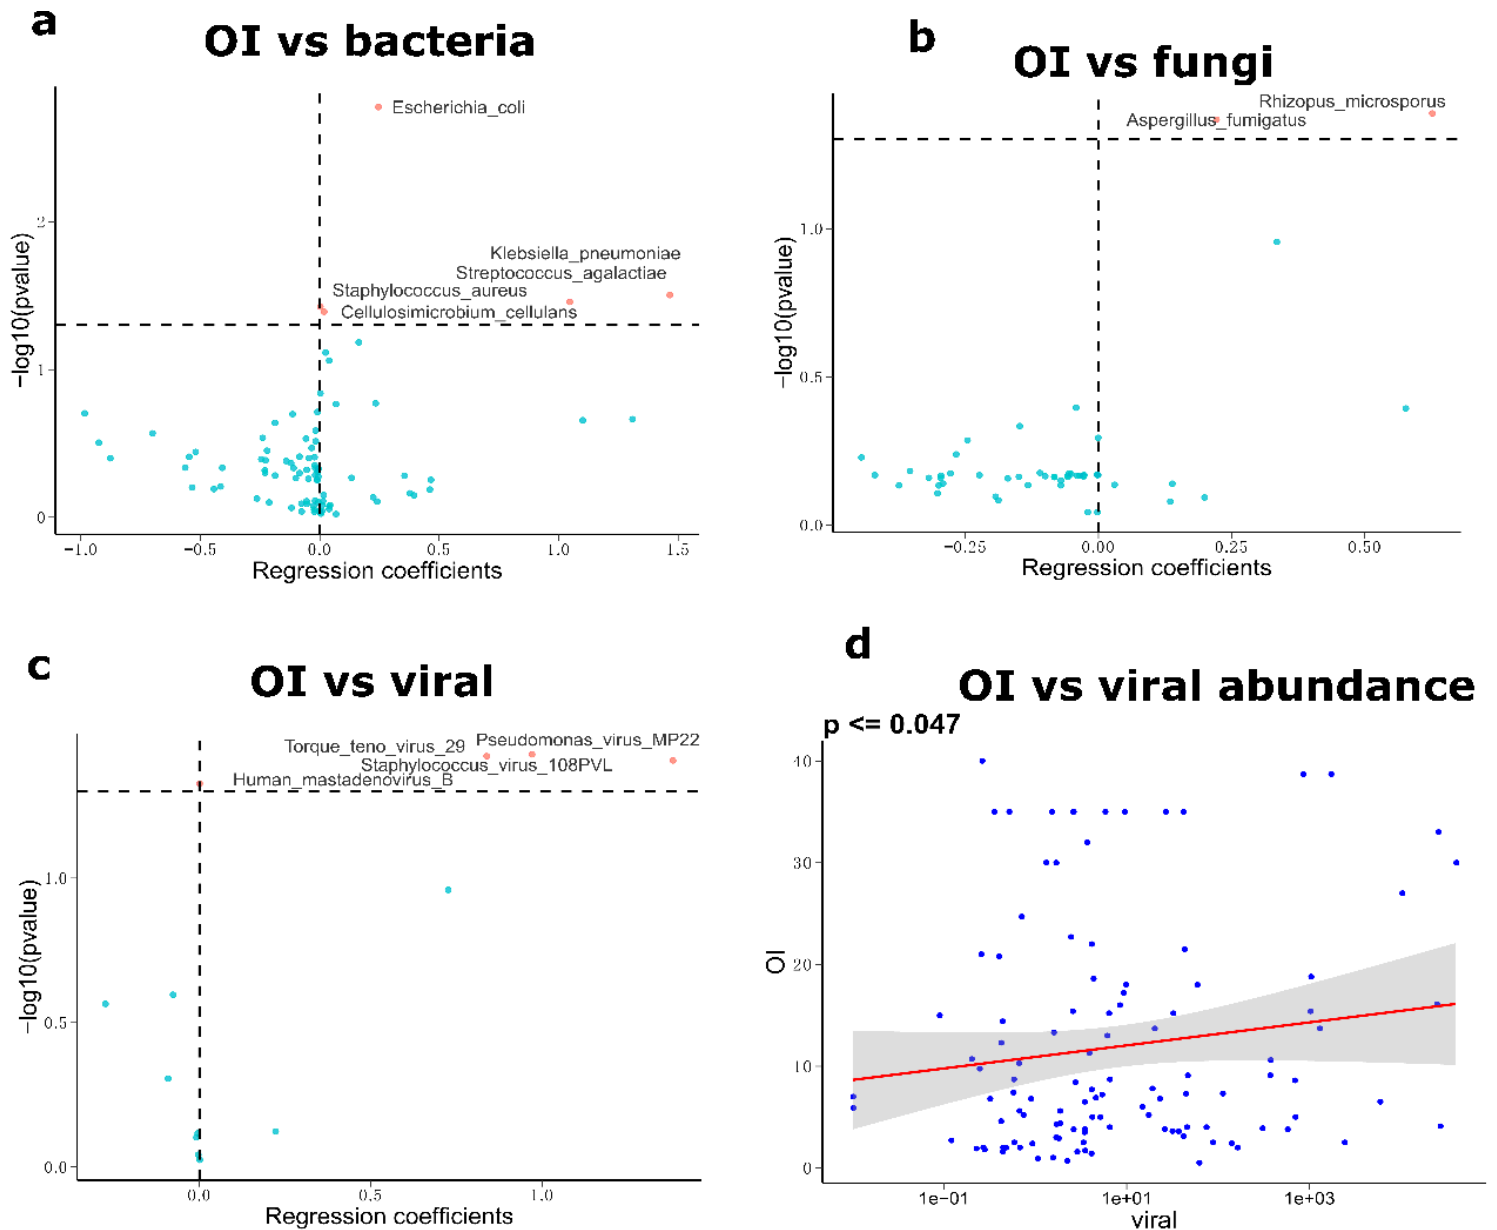 a
OI vs bacteria
Escherichia_coli
Klebsiella_pneumoniae
Streptococcus_agalactiae
Staphylococcus_aureus
Cellulosimicrobium_cellulans
−log10(pvalue)
2
1
0
−1.0 −0.5 0.0 0.5 1.0 1.5
Regression coefficients
b
OI vs fungi
Rhizopus_microsporus
Aspergillus_fumigatus
−log10(pvalue)
1.0
0.5
0.0
−0.25 0.00 0.25 0.50
Regression coefficients
c
OI vs viral
Pseudomonas_virus_MP22
Torque_teno_virus_29
Staphylococcus_virus_108PVL
Human_mastadenovirus_B
−log10(pvalue)
1.0
0.5
0.0
0.0 0.5 1.0
Regression coefficients
d
OI vs viral abundance
p <= 0.047
OI
40
30
20
10
0
1e−01 1e+01 1e+03
viral